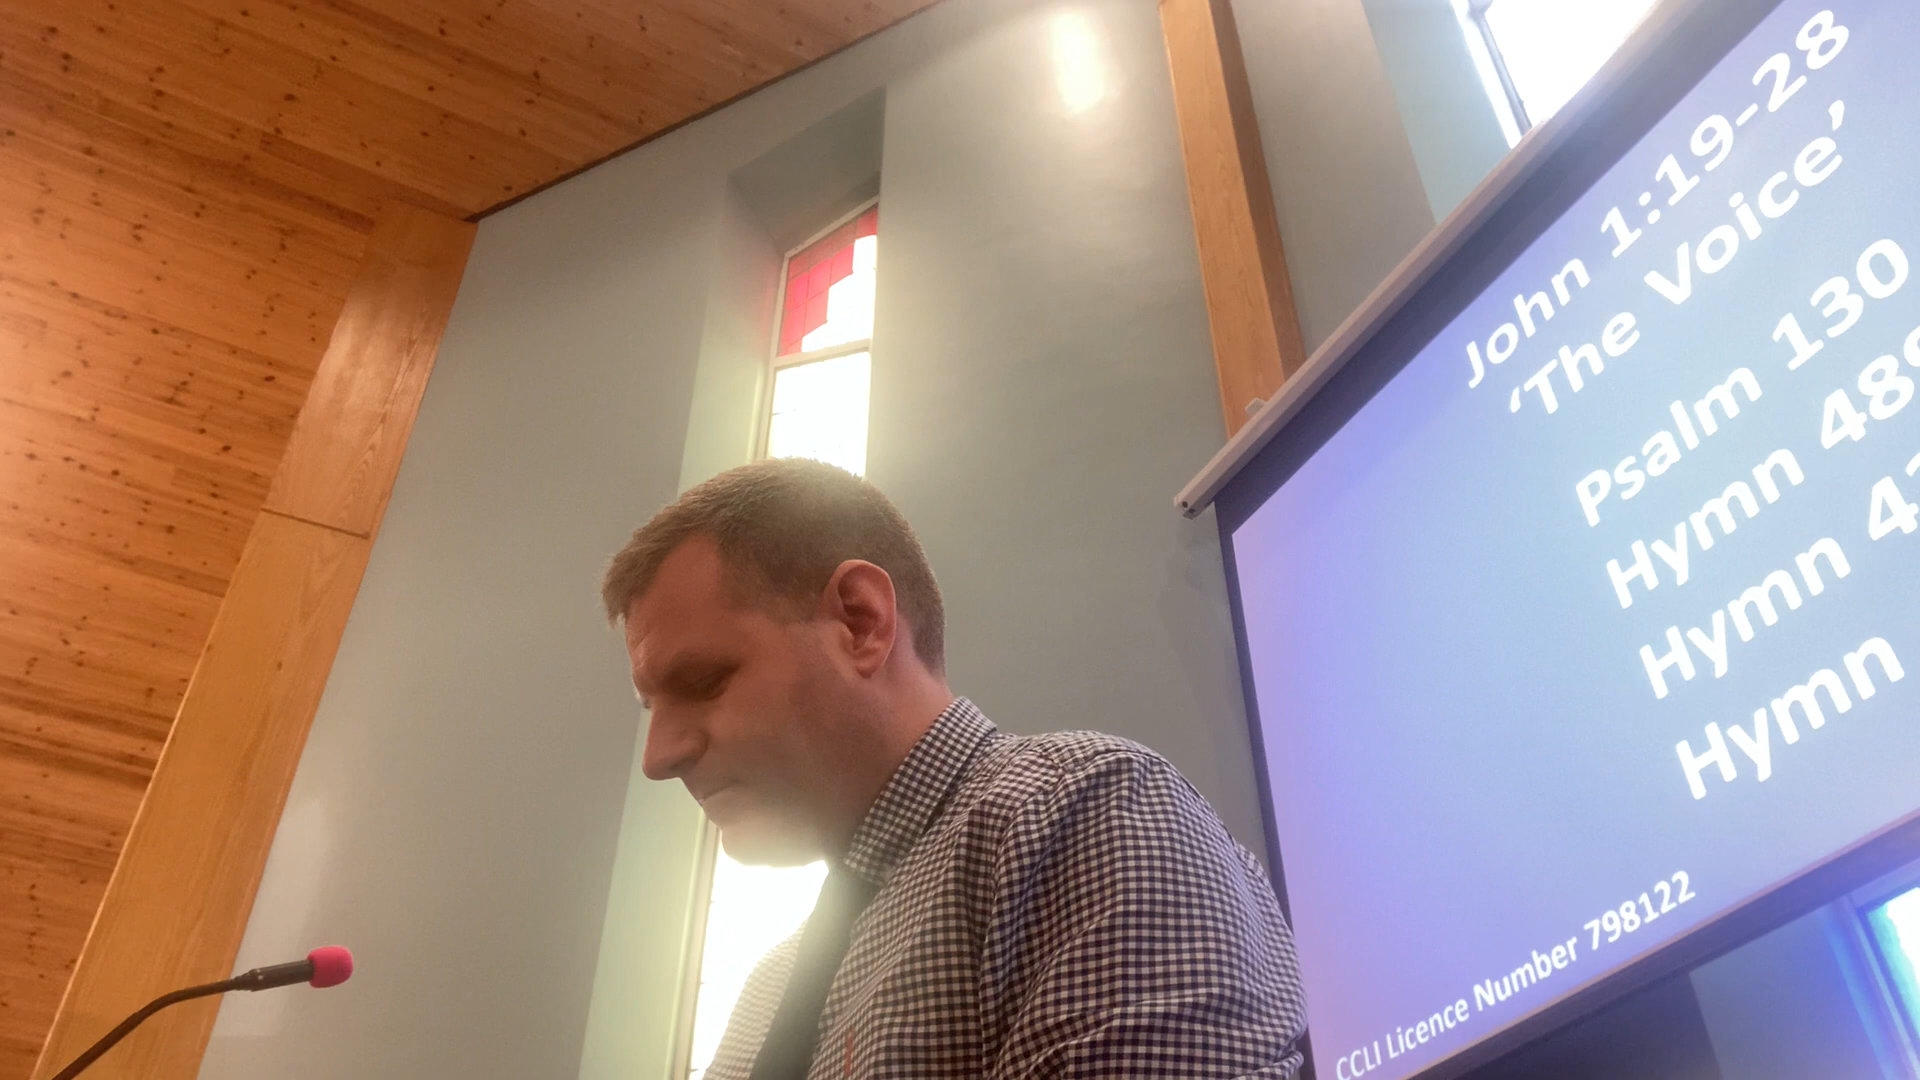 John 1:19-28
‘The Voice’
Psalm 130
Hymn
Hymn
Hymn
CCLI Licence Number 798122